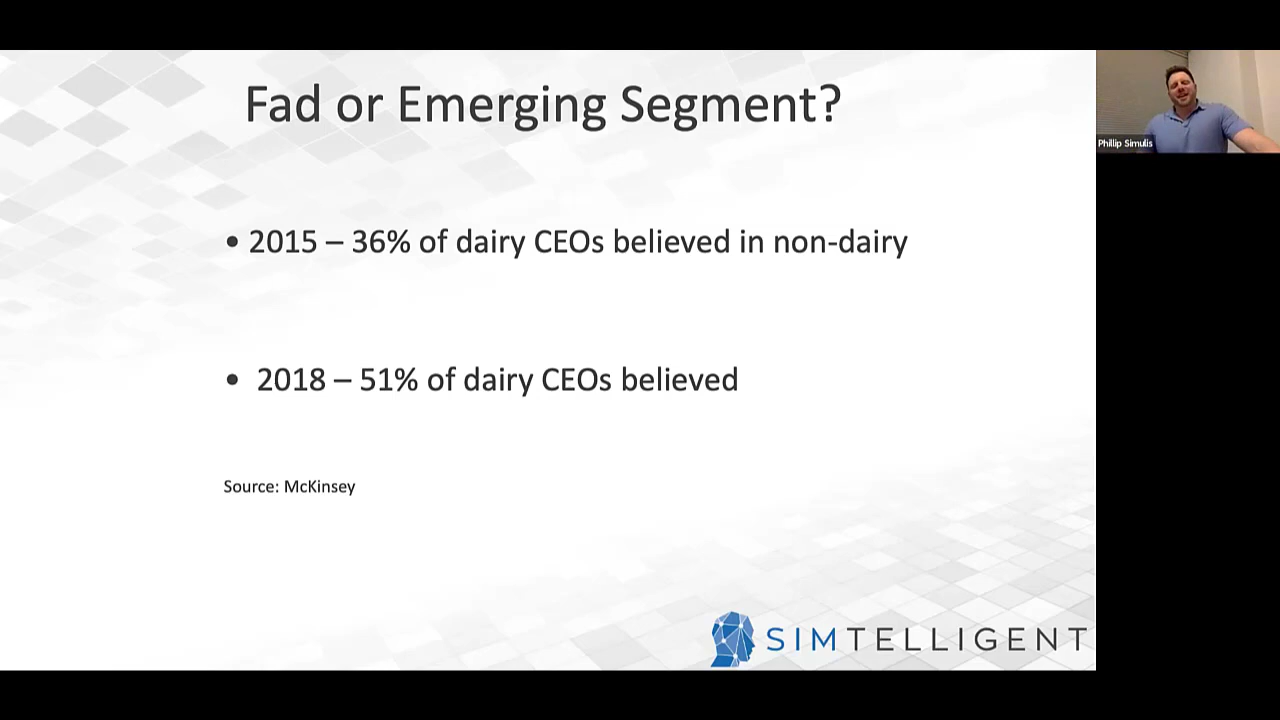 Fad or Emerging Segment?
Phillip Simulis
• 2015 – 36% of dairy CEOs believed in non-dairy
• 2018 – 51% of dairy CEOs believed
Source: McKinsey
SIMTELLIGENT